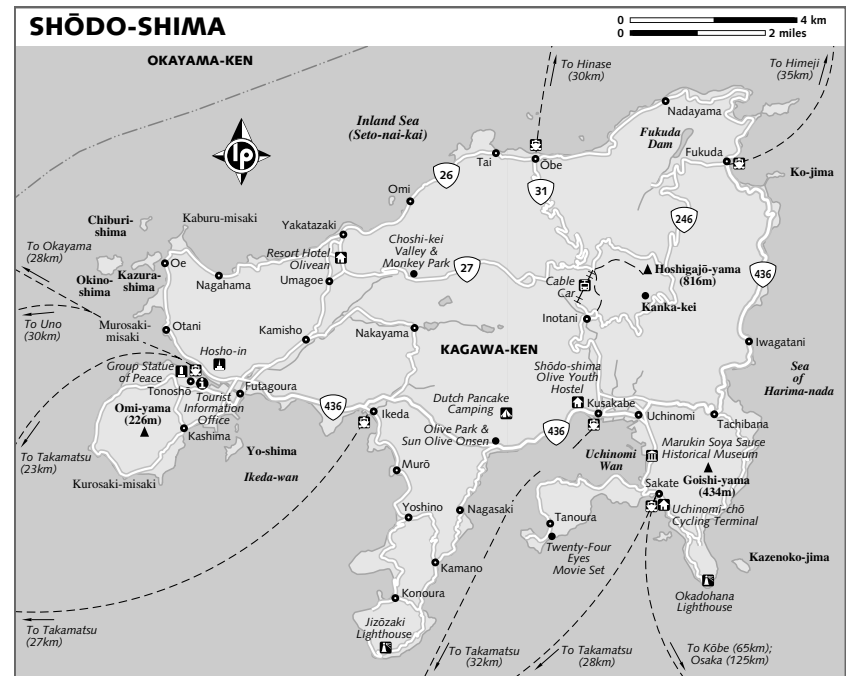 SHŌDO-SHIMA
0 4 km
0 2 miles
OKAYAMA-KEN
To Hinase
(30km)
To Himeji
(35km)
Inland Sea
(Seto-nai-kai)
lp
Nadayama
Fukuda
Dam
Tai
Ōbe
Fukuda
Ko-jima
26
31
Omi
246
Chiburi-
shima
Kaburu-misaki
Yakatazaki
To Okayama
(28km)
Resort Hotel
Olivean
Choshi-kei
Valley &
Monkey Park
27
Hoshigajō-yama
(816m)
436
Oe
Kazura-
shima
Okino-
shima
Nagahama
Umagoe
Cable
Car
Kanka-kei
To Uno
(30km)
Murosaki-
misaki
Otani
Kamisho
Nakayama
Inotani
Iwagatani
KAGAWA-KEN
Hosho-in
Group Statue
of Peace
Tonoshō
Tourist
Information
Office
Futagoura
Shōdo-shima
Olive Youth
Hostel
Sea
of
Harima-nada
Omi-yama
(226m)
436
Ikeda
Dutch Pancake
Camping
Kusakabe
Uchinomi
Tachibana
Kashima
Yo-shima
Olive Park &
Sun Olive Onsen
436
Uchinomi
Wan
Marukin Soya Sauce
Historical Museum
To Takamatsu
(23km)
Ikeda-wan
Murō
Goishi-yama
(434m)
Kurosaki-misaki
Sakate
Yoshino
Nagasaki
Tanoura
Uchinomi-chō
Cycling Terminal
Twenty-Four
Eyes
Movie Set
Kamano
Kazenoko-jima
Konoura
Okadohana
Lighthouse
Jizōzaki
Lighthouse
To Takamatsu
(27km)
To Takamatsu
(32km)
To Takamatsu
(28km)
To Kōbe (65km);
Osaka (125km)